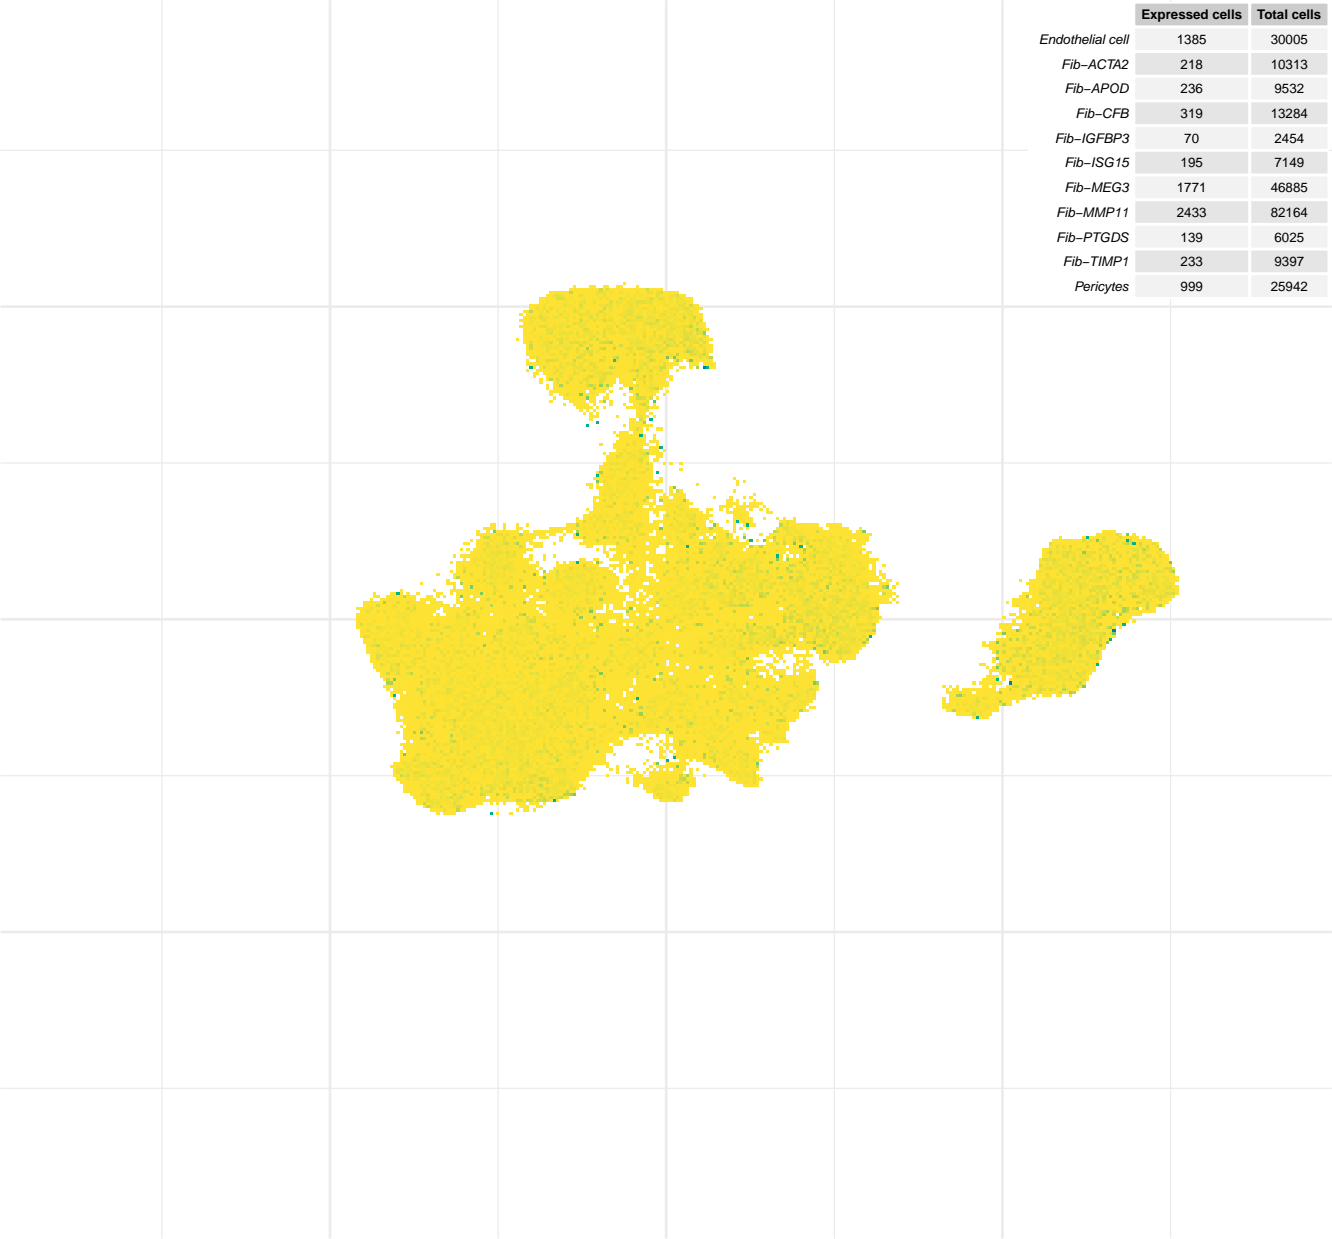 Expressed cells Total cells
Endothelial cell 1385 30005
Fib−ACTA2 218 10313
Fib−APOD 236 9532
Fib−CFB 319 13284
Fib−IGFBP3 70 2454
Fib−ISG15 195 7149
Fib−MEG3 1771 46885
Fib−MMP11 2433 82164
Fib−PTGDS 139 6025
Fib−TIMP1 233 9397
Pericytes 999 25942